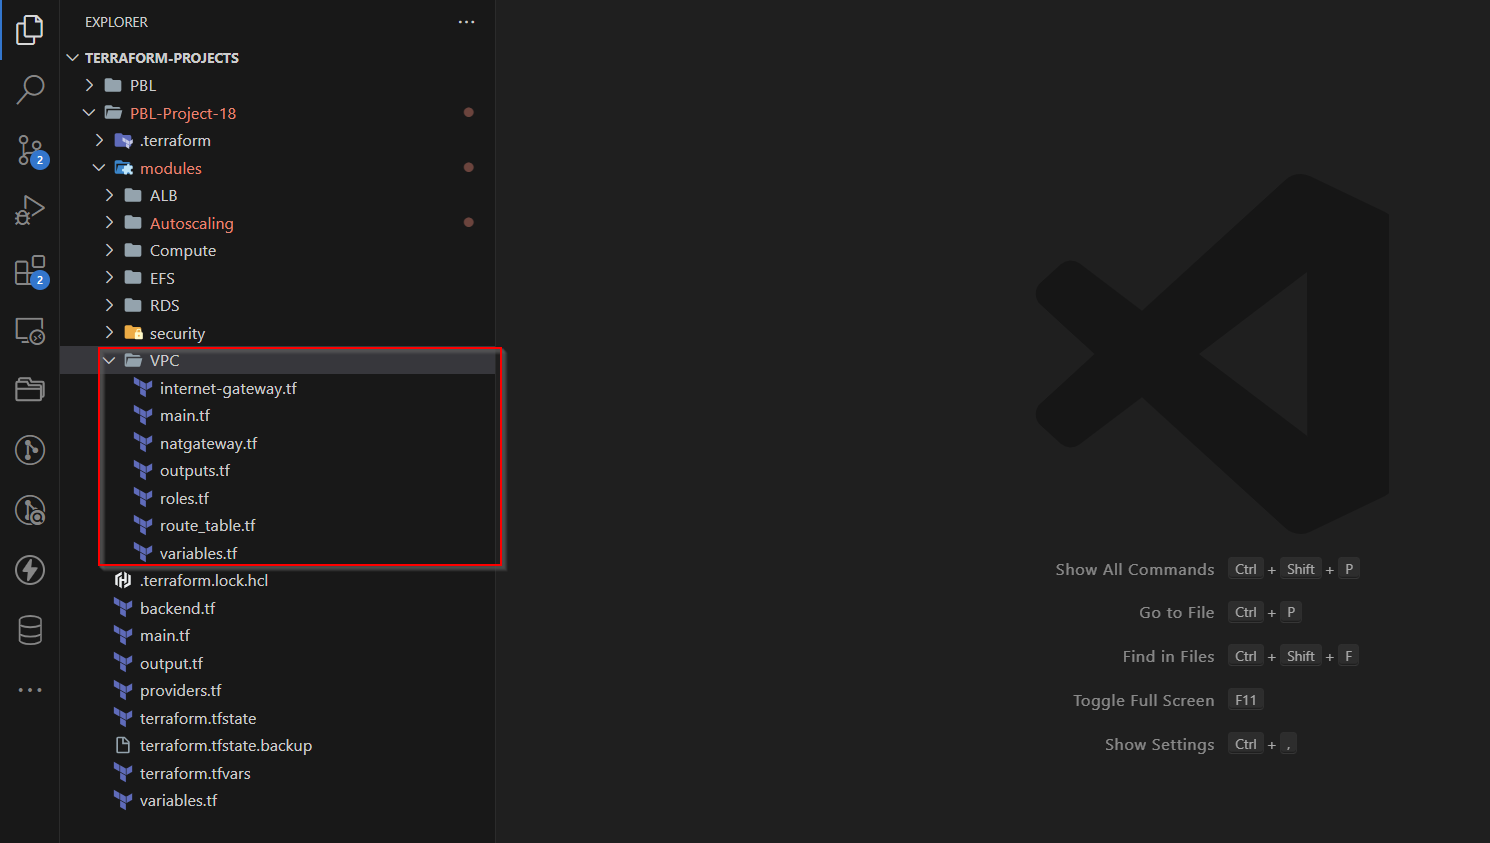 EXPLORER
TERRAFORM-PROJECTS
PBL
PBL-Project-18
.terraform
modules
ALB
Autoscaling
2
Compute
EFS
2
RDS
security
VPC
internet-gateway.tf
main.tf
natgateway.tf
outputs.tf
roles.tf
route_table.tf
variables.tf
.terraform.lock.hcl
backend.tf
main.tf
output.tf
providers.tf
terraform.tfstate
terraform.tfstate.backup
terraform.tfvars
variables.tf
Show All Commands Ctrl + Shift + P
Go to File Ctrl + P
Find in Files Ctrl + Shift + F
Toggle Full Screen F11
Show Settings Ctrl + ,